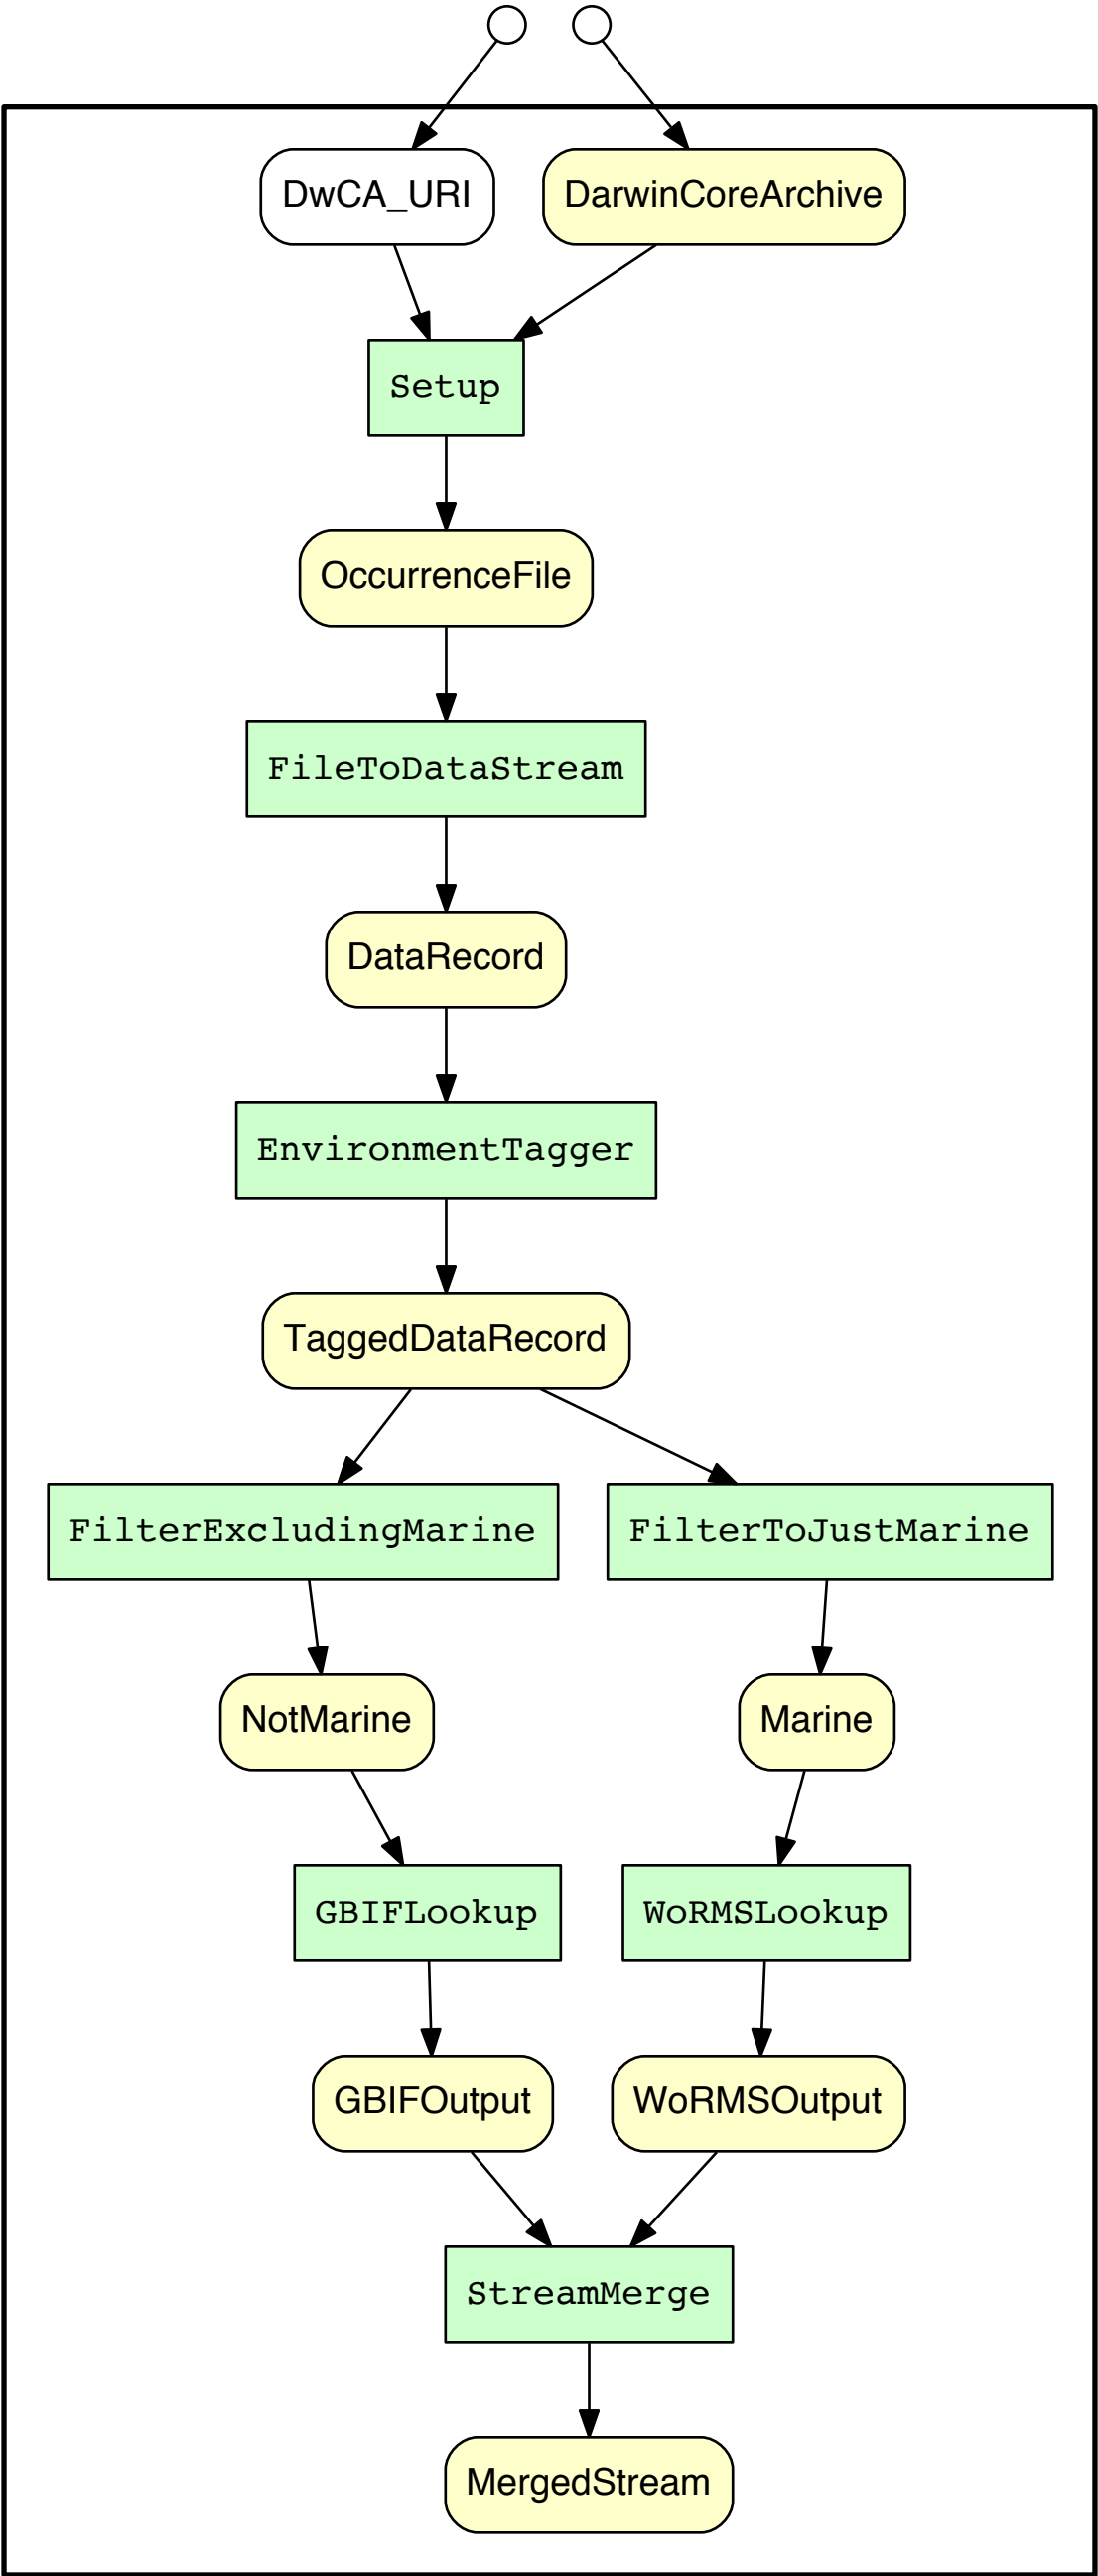 DwCA_URI
DarwinCoreArchive
Setup
OccurrenceFile
FileToDataStream
DataRecord
EnvironmentTagger
TaggedDataRecord
FilterExcludingMarine
FilterToJustMarine
NotMarine
Marine
GBIFLookup
WoRMSLookup
GBIFOutput
WoRMSOutput
StreamMerge
MergedStream